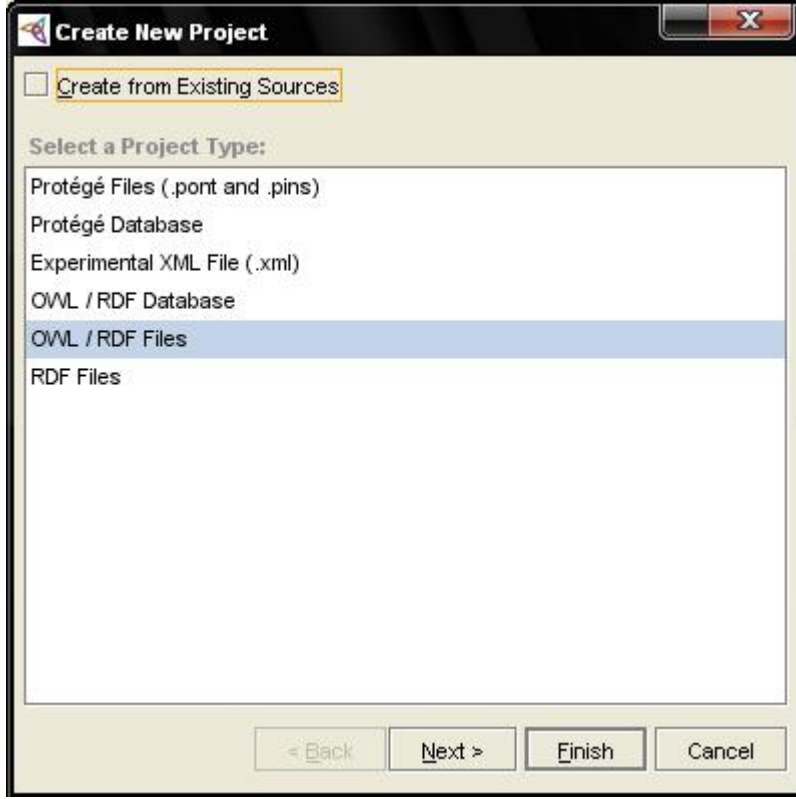 Create New Project
Create from Existing Sources
Select a Project Type:
Protégé Files (.pont and .pins)
Protégé Database
Experimental XML File (.xml)
OWL / RDF Database
OWL / RDF Files
RDF Files
< Back Next > Finish Cancel